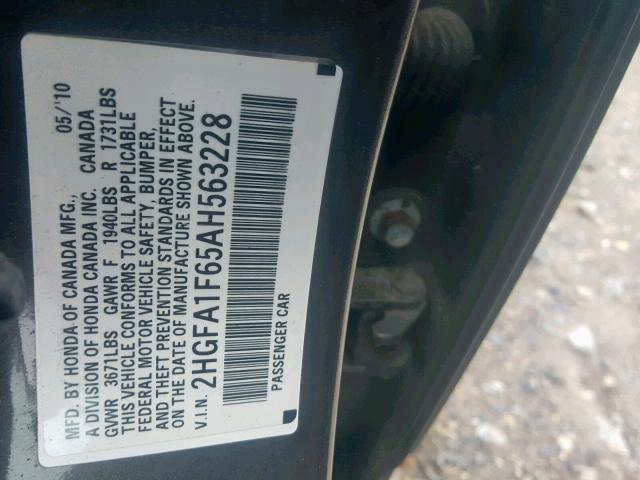 MFD. BY HONDA OF CANADA MFG., 05/'10
A DIVISION OF HONDA CANADA INC. CANADA
GVWR 3671LBS GAWR F 1940LBS R 1731LBS
THIS VEHICLE CONFORMS TO ALL APPLICABLE
FEDERAL MOTOR VEHICLE SAFETY, BUMPER,
AND THEFT PREVENTION STANDARDS IN EFFECT
ON THE DATE OF MANUFACTURE SHOWN ABOVE.
V.I.N. 2HGFA1F65AH563228
PASSENGER CAR